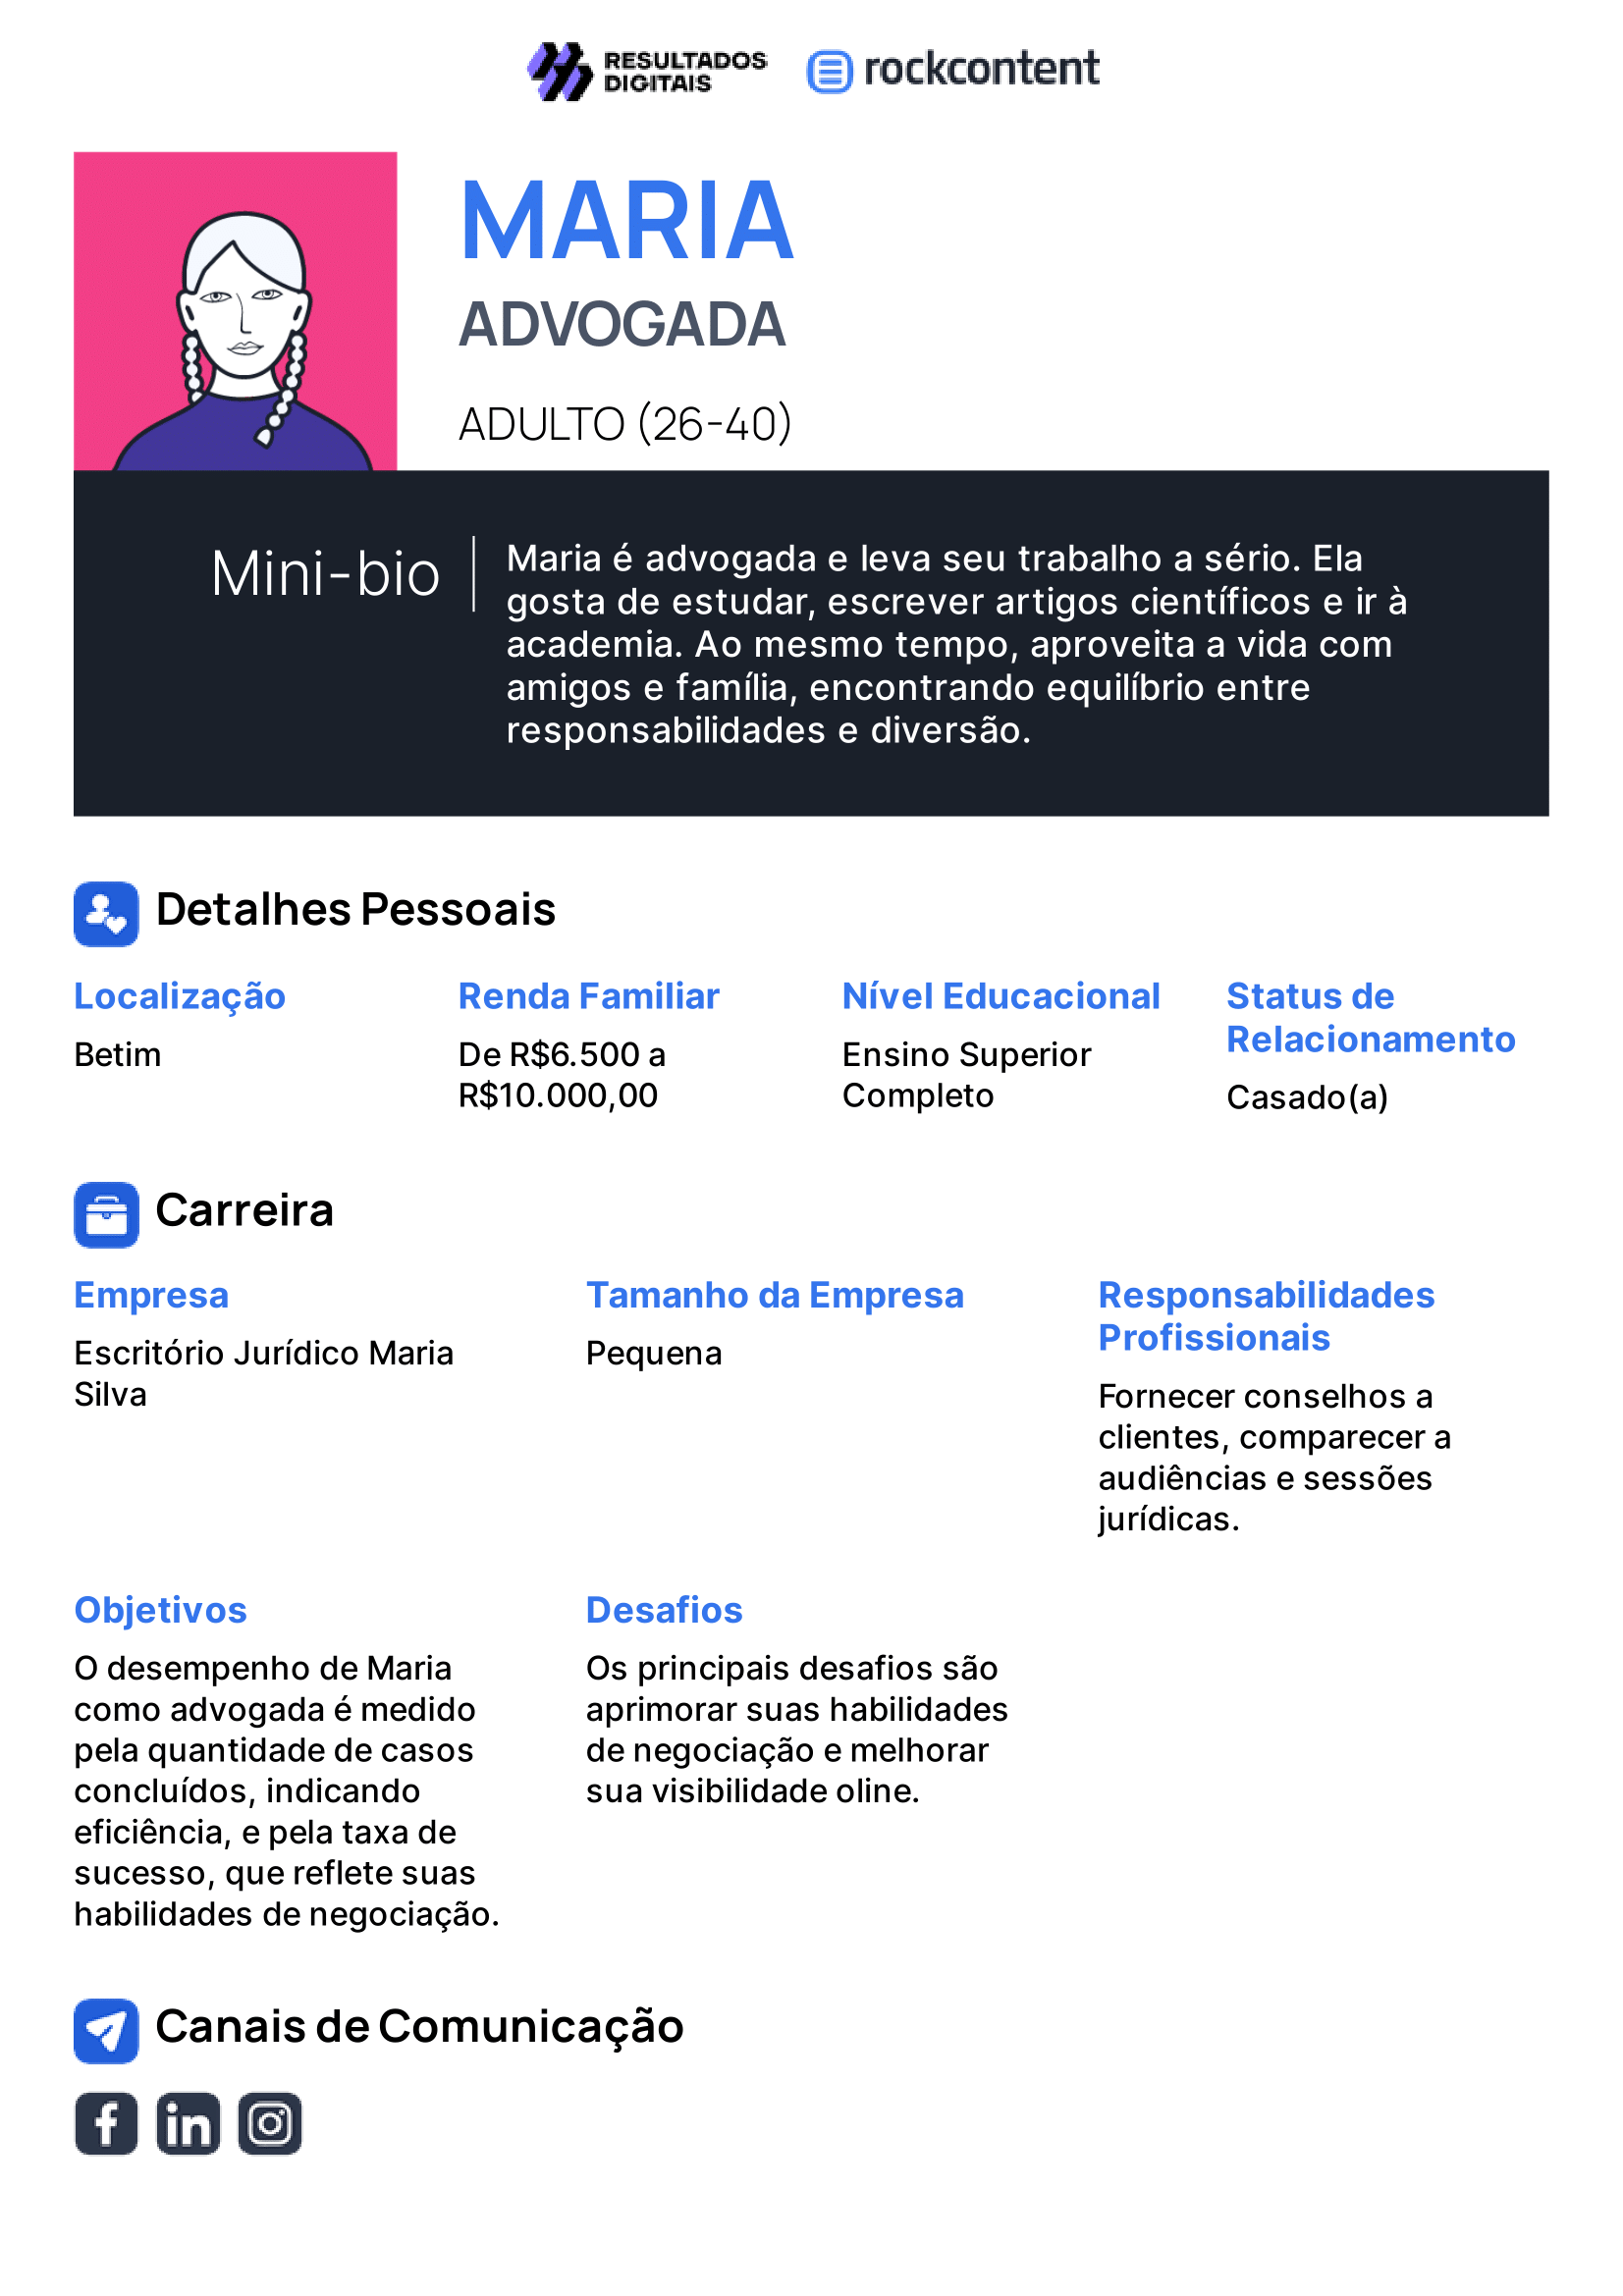 RESULTADOS
DIGITAIS
rockcontent
MARIA
ADVOGADA
ADULTO (26-40)
Mini-bio
Maria é advogada e leva seu trabalho a sério. Ela
gosta de estudar, escrever artigos científicos e ir à
academia. Ao mesmo tempo, aproveita a vida com
amigos e família, encontrando equilíbrio entre
responsabilidades e diversão.
Detalhes Pessoais
Localização
Betim
Renda Familiar
De R$6.500 a
R$10.000,00
Nível Educacional
Ensino Superior
Completo
Status de
Relacionamento
Casado(a)
Carreira
Empresa
Escritório Jurídico Maria
Silva
Tamanho da Empresa
Pequena
Responsabilidades
Profissionais
Fornecer conselhos a
clientes, comparecer a
audiências e sessões
jurídicas.
Objetivos
O desempenho de Maria
como advogada é medido
pela quantidade de casos
concluídos, indicando
eficiência, e pela taxa de
sucesso, que reflete suas
habilidades de negociação.
Desafios
Os principais desafios são
aprimorar suas habilidades
de negociação e melhorar
sua visibilidade oline.
Canais de Comunicação